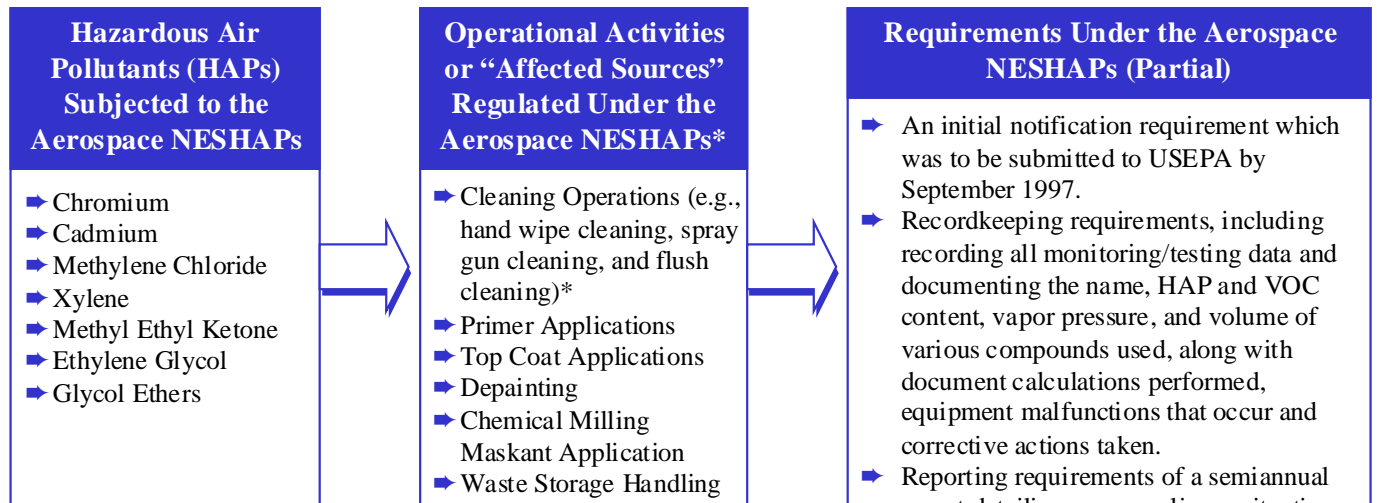 Hazardous Air
Pollutants (HAPs)
Subjected to the
Aerospace NESHAPs
Chromium
Cadmium
Methylene Chloride
Xylene
Methyl Ethyl Ketone
Ethylene Glycol
Glycol Ethers
Operational Activities
or “Affected Sources”
Regulated Under the
Aerospace NESHAPs*
Cleaning Operations (e.g.,
hand wipe cleaning, spray
gun cleaning, and flush
cleaning)*
Primer Applications
Top Coat Applications
Depainting
Chemical Milling
Maskant Application
Waste Storage Handling
Requirements Under the Aerospace
NESHAPs (Partial)
An initial notification requirement which
was to be submitted to USEPA by
September 1997.
Recordkeeping requirements, including
recording all monitoring/testing data and
documenting the name, HAP and VOC
content, vapor pressure, and volume of
various compounds used, along with
document calculations performed,
equipment malfunctions that occur and
corrective actions taken.
Reporting requirements of a semiannual